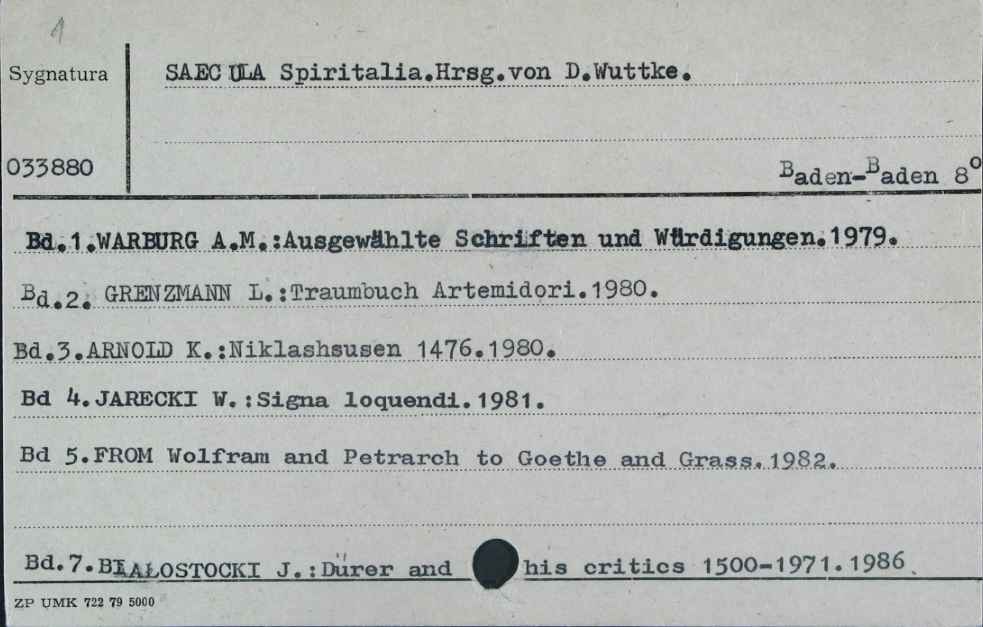 1
Sygnatura
SAECULA Spiritalia.Hrsg.von D.Wuttke.
033880
Baden-Baden 8º
Bd.1.WARBURG A.M.:Ausgewählte Schriften und Würdigungen.1979.
Bd.2. GRENZMANN L.:Traumbuch Artemidori.1980.
Bd.3.ARNOLD K.:Niklashsusen 1476.1980.
Bd 4.JARECKI W.:Signa loquendi.1981.
Bd 5.FROM Wolfram and Petrarch to Goethe and Grass.1982.
Bd.7.BIAŁOSTOCKI J.:Dürer and his critics 1500-1971.1986.
ZP UMK 722 79 5000